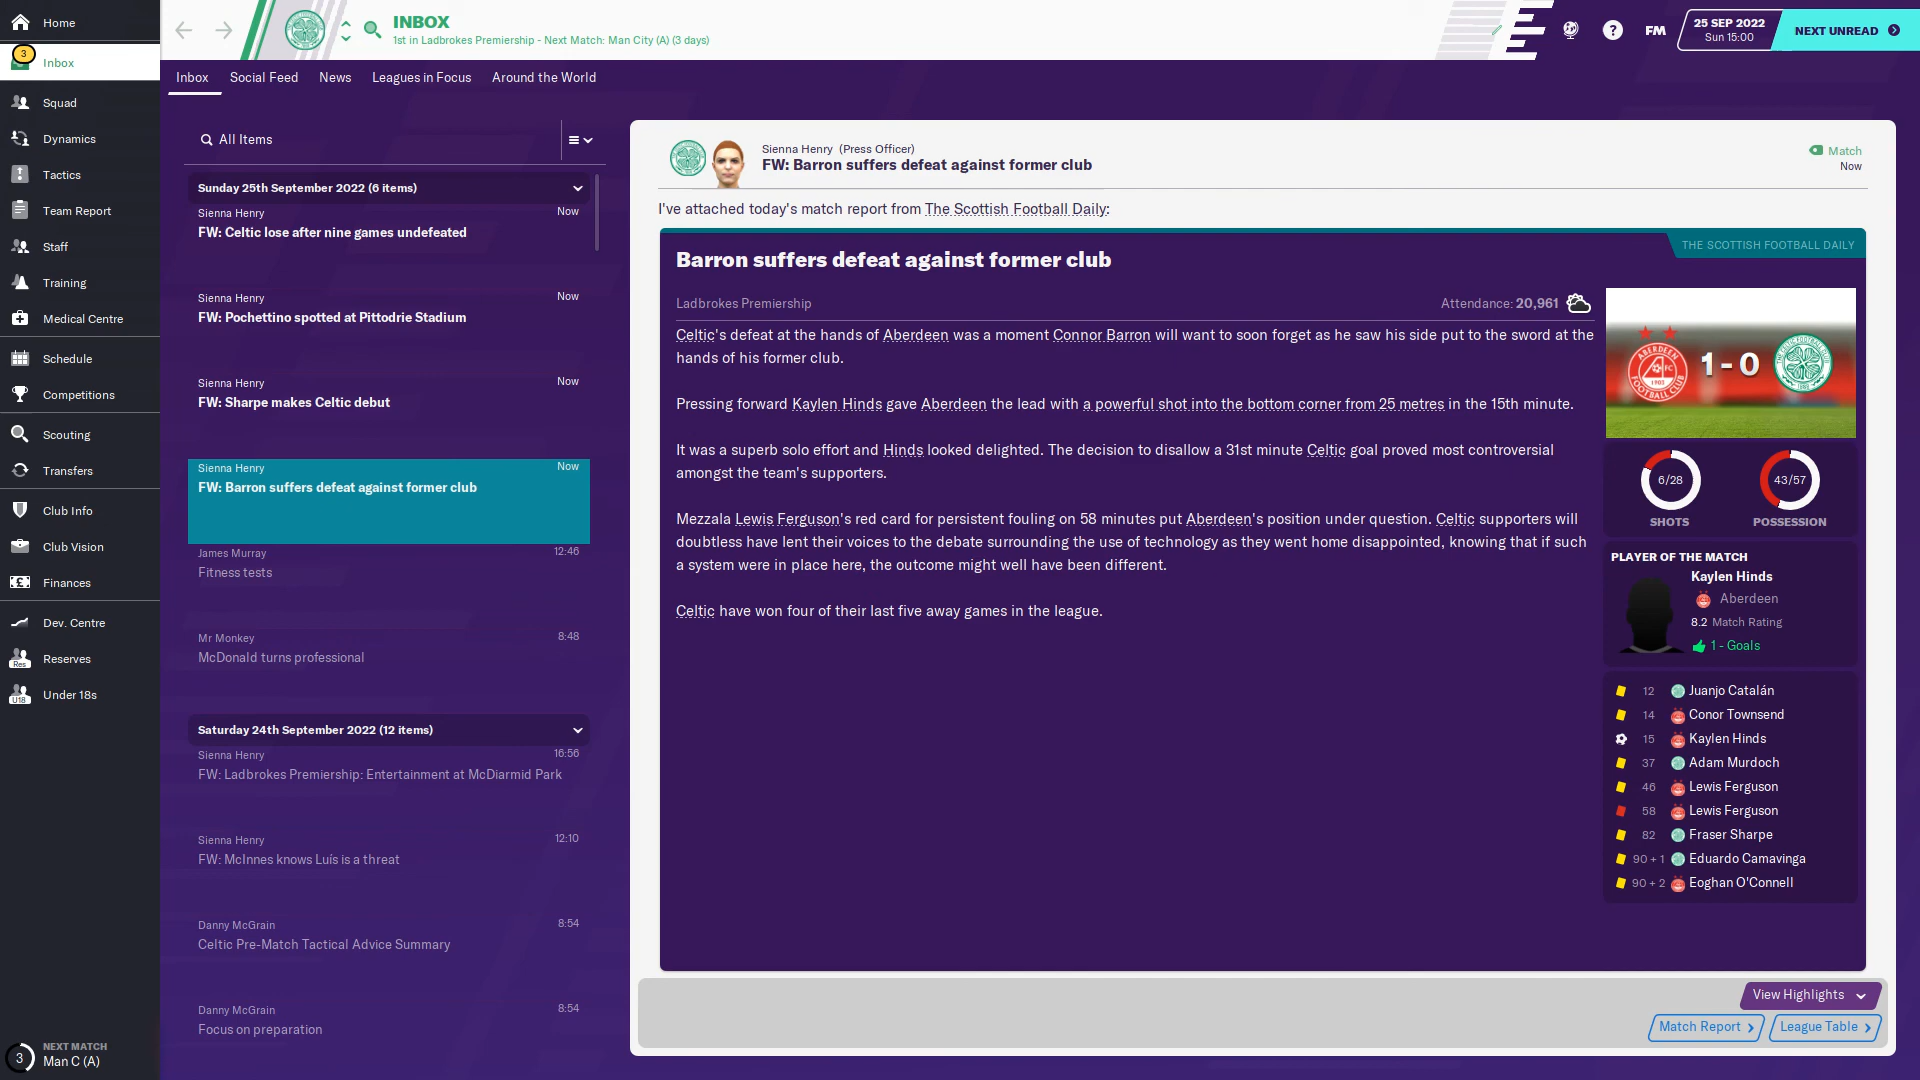 Home
3
Inbox
Squad
Dynamics
Tactics
Team Report
Staff
Training
Medical Centre
Schedule
Competitions
Scouting
Transfers
Club Info
Club Vision
Finances
Dev. Centre
Res
Reserves
U18
Under 18s
3
NEXT MATCH
Man C (A)
INBOX
1st in Ladbrokes Premiership - Next Match: Man City (A) (3 days)
?
FM
25 SEP 2022
Sun 15:00
NEXT UNREAD
Inbox
Social Feed
News
Leagues in Focus
Around the World
All Items
Sunday 25th September 2022 (6 items)
Sienna Henry
Now
FW: Celtic lose after nine games undefeated
Sienna Henry
Now
FW: Pochettino spotted at Pittodrie Stadium
Sienna Henry
Now
FW: Sharpe makes Celtic debut
Sienna Henry
Now
FW: Barron suffers defeat against former club
James Murray
12:46
Fitness tests
Mr Monkey
8:48
McDonald turns professional
Saturday 24th September 2022 (12 items)
Sienna Henry
16:56
FW: Ladbrokes Premiership: Entertainment at McDiarmid Park
Sienna Henry
12:10
FW: McInnes knows Luís is a threat
Danny McGrain
8:54
Celtic Pre-Match Tactical Advice Summary
Danny McGrain
8:54
Focus on preparation
Sienna Henry (Press Officer)
FW: Barron suffers defeat against former club
Match
Now
I've attached today's match report from The Scottish Football Daily:
THE SCOTTISH FOOTBALL DAILY
Barron suffers defeat against former club
Ladbrokes Premiership
Attendance: 20,961
Celtic's defeat at the hands of Aberdeen was a moment Connor Barron will want to soon forget as he saw his side put to the sword at the
hands of his former club.
Pressing forward Kaylen Hinds gave Aberdeen the lead with a powerful shot into the bottom corner from 25 metres in the 15th minute.
It was a superb solo effort and Hinds looked delighted. The decision to disallow a 31st minute Celtic goal proved most controversial
amongst the team's supporters.
Mezzala Lewis Ferguson's red card for persistent fouling on 58 minutes put Aberdeen's position under question. Celtic supporters will
doubtless have lent their voices to the debate surrounding the use of technology as they went home disappointed, knowing that if such
a system were in place here, the outcome might well have been different.
Celtic have won four of their last five away games in the league.
ABERDEEN
FC
1903
FOOTBALL CLUB
1 - 0
THE CELTIC FOOTBALL CLUB
1888
6/28
SHOTS
43/57
POSSESSION
PLAYER OF THE MATCH
Kaylen Hinds
Aberdeen
8.2 Match Rating
1 - Goals
12 Juanjo Catalán
14 Conor Townsend
15 Kaylen Hinds
37 Adam Murdoch
46 Lewis Ferguson
58 Lewis Ferguson
82 Fraser Sharpe
90 + 1 Eduardo Camavinga
90 + 2 Eoghan O'Connell
View Highlights
Match Report
League Table